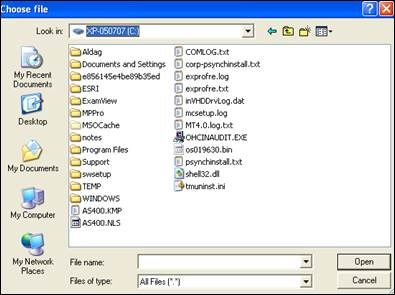 Choose file
Look in: XP-050707 (C:)
My Recent Documents
Desktop
My Documents
My Computer
My Network Places
Aldag
Documents and Settings
e856145e4be89b35ed
ESRI
ExamView
MPPro
MSOCache
notes
Program Files
Support
swsetup
TEMP
WINDOWS
AS400.KMP
AS400.NLS
COMLOG.txt
corp-psynchinstall.txt
exprofre.log
exprofre.txt
inVHDDrvLog.dat
mcsetup.log
MT4.0.log.txt
OHCINAUDIT.EXE
os019630.bin
psynchinstall.txt
shell32.dll
tmuninst.ini
File name:
Open
Files of type: All Files (*.*)
Cancel